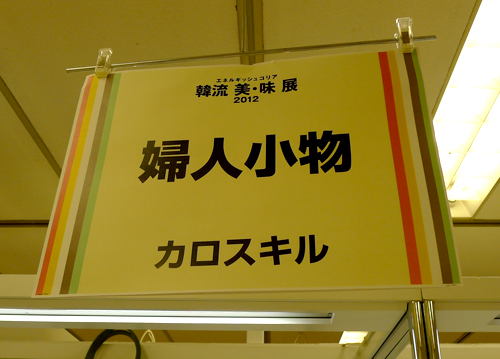 エネルギッシュコリア
韓流 美・味 展
2012
婦人小物
カロスキル